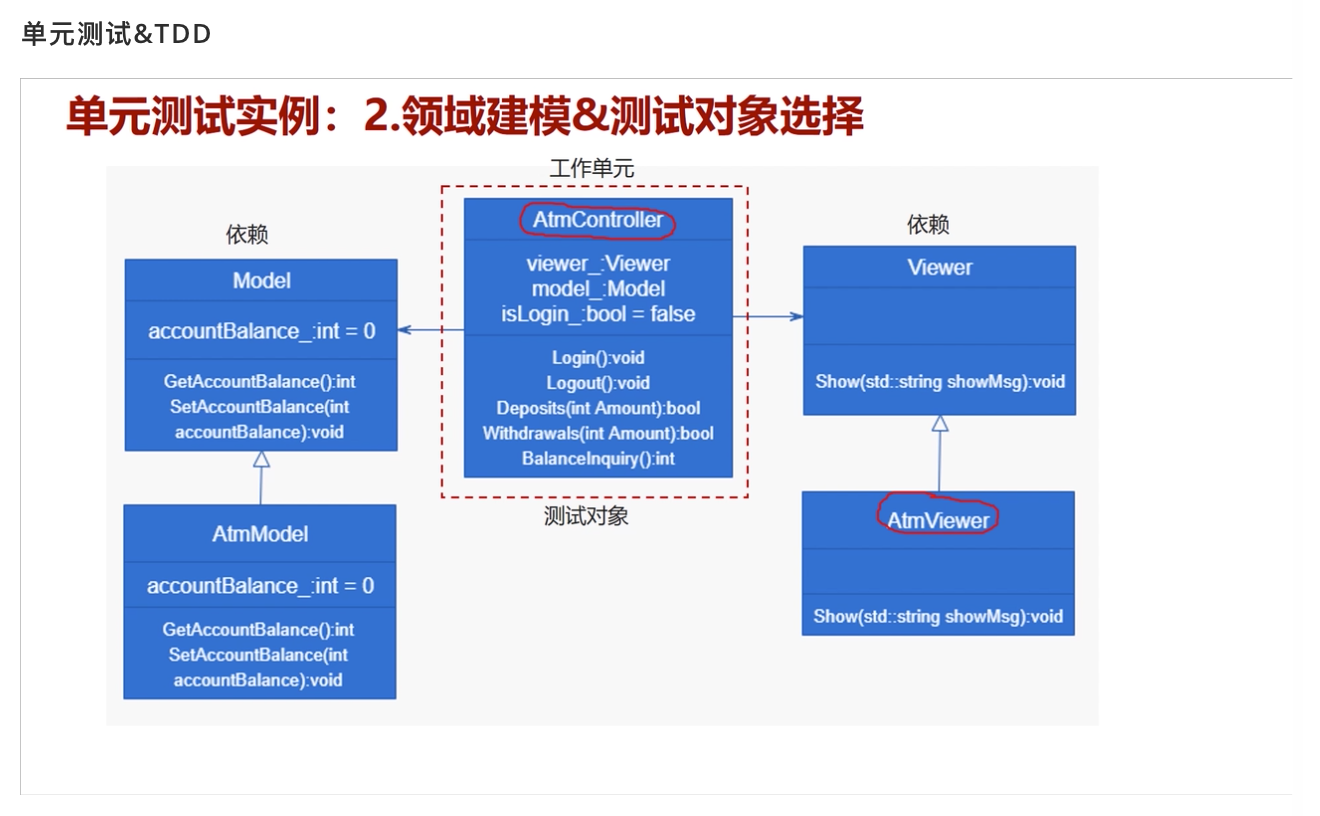 单元测试&TDD
单元测试实例：2.领域建模&测试对象选择
工作单元
依赖
Model
accountBalance_:int = 0
GetAccountBalance():int
SetAccountBalance(int
accountBalance):void
AtmModel
accountBalance_:int = 0
GetAccountBalance():int
SetAccountBalance(int
accountBalance):void
AtmController
viewer_:Viewer
model_:Model
isLogin_:bool = false
Login():void
Logout():void
Deposits(int Amount):bool
Withdrawals(int Amount):bool
BalanceInquiry():int
测试对象
依赖
Viewer
Show(std::string showMsg):void
AtmViewer
Show(std::string showMsg):void